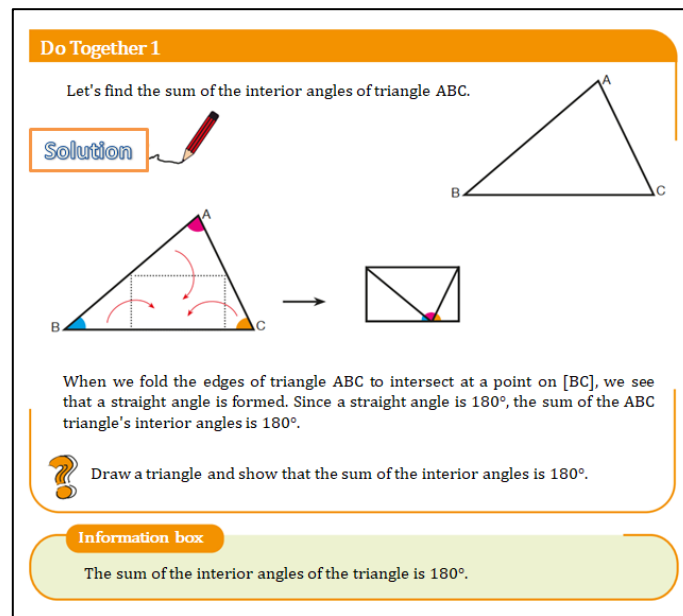 Do Together 1
Let's find the sum of the interior angles of triangle ABC.
A
B
C
Solution
A
B
C
When we fold the edges of triangle ABC to intersect at a point on [BC], we see
that a straight angle is formed. Since a straight angle is 180°, the sum of the ABC
triangle's interior angles is 180°.
Draw a triangle and show that the sum of the interior angles is 180°.
Information box
The sum of the interior angles of the triangle is 180°.